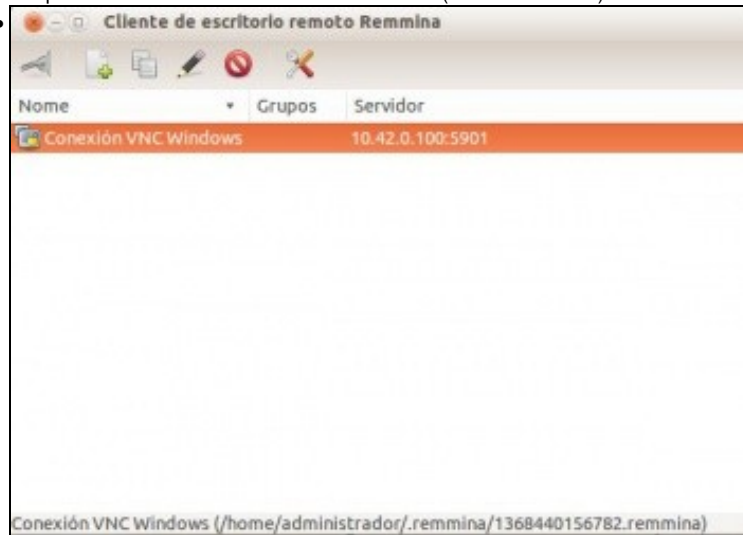 Cliente de escritorio remoto Remmina
Nome Grupos Servidor
Conexión VNC Windows 10.42.0.100:5901
Conexión VNC Windows (/home/administrador/.remmina/1368440156782.remmina)